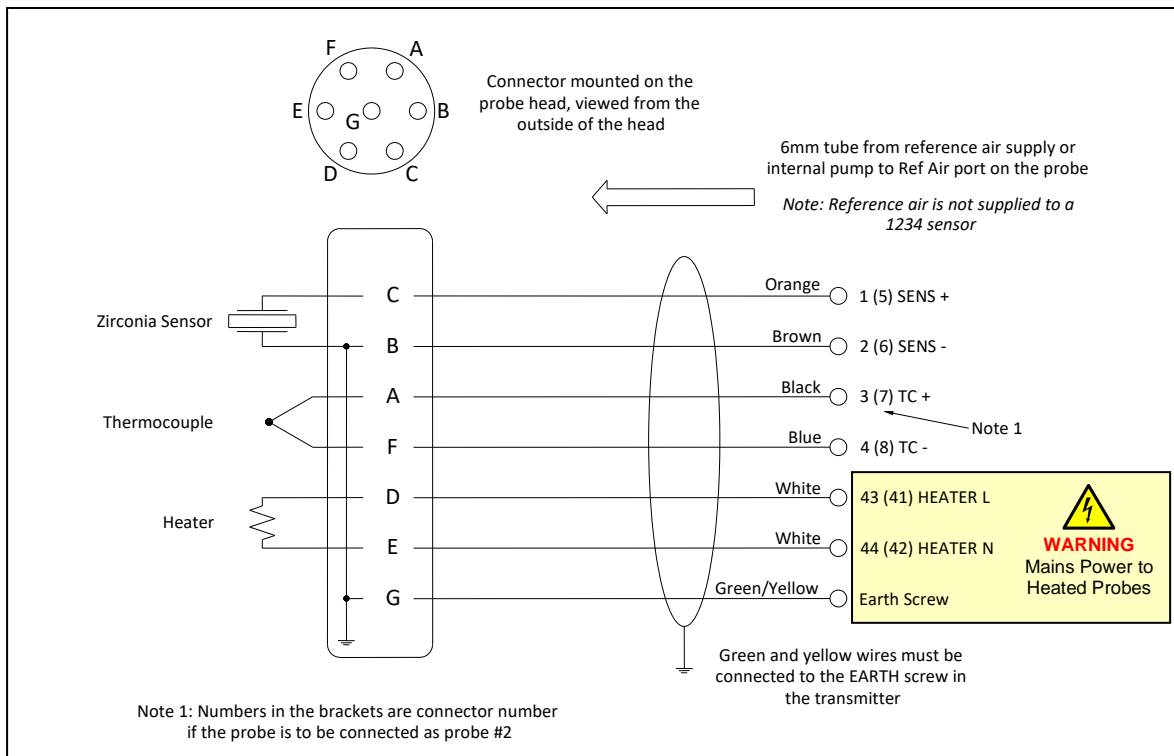 F
A
E
G
B
D
C
Connector mounted on the
probe head, viewed from the
outside of the head
6mm tube from reference air supply or
internal pump to Ref Air port on the probe
Note: Reference air is not supplied to a
1234 sensor
Zirconia Sensor
C
Orange
1 (5) SENS +
B
Brown
2 (6) SENS -
Thermocouple
A
Black
3 (7) TC +
Note 1
F
Blue
4 (8) TC -
Heater
D
White
43 (41) HEATER L
E
White
44 (42) HEATER N
G
Green/Yellow
Earth Screw
WARNING
Mains Power to
Heated Probes
Green and yellow wires must be
connected to the EARTH screw in
the transmitter
Note 1: Numbers in the brackets are connector number
if the probe is to be connected as probe #2